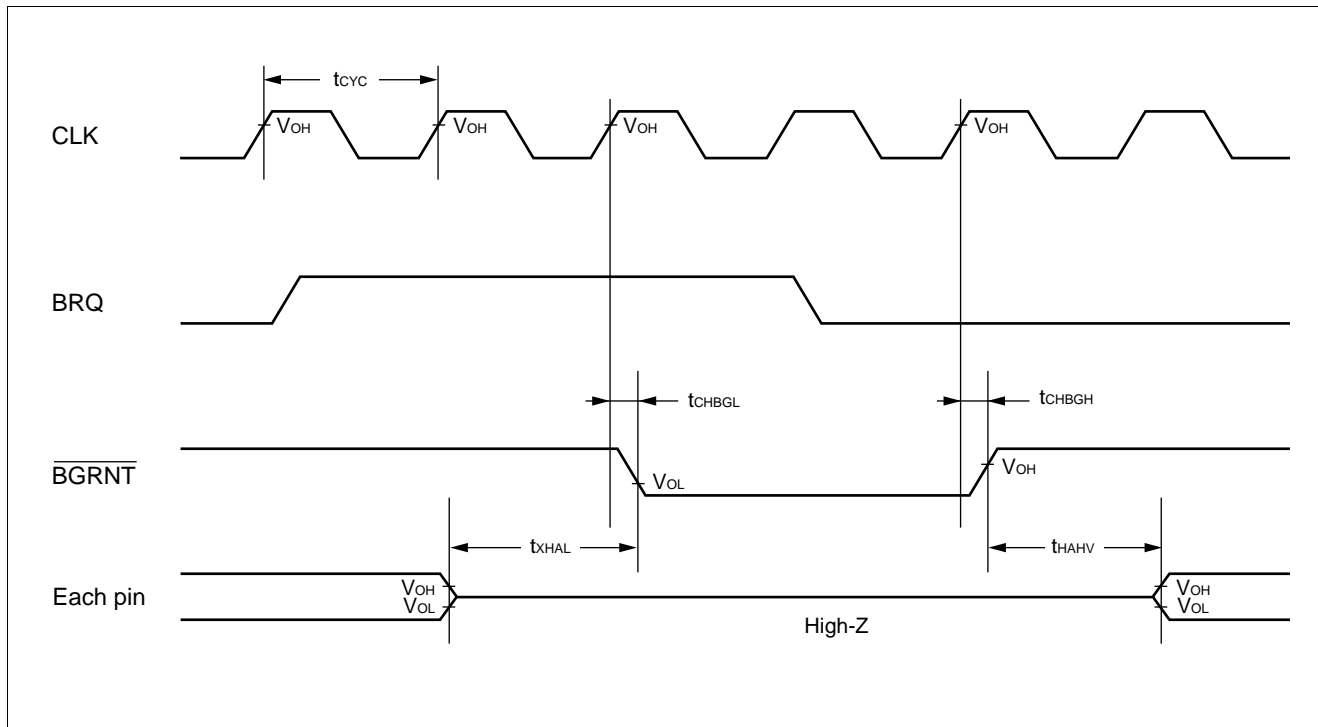 tCYC
CLK
VOH
VOH
VOH
VOH
BRQ
tCHBGL
tCHBGH
BGRNT
VOL
VOH
tXHAL
tHAHV
Each pin
VOH
VOL
VOH
VOL
High-Z